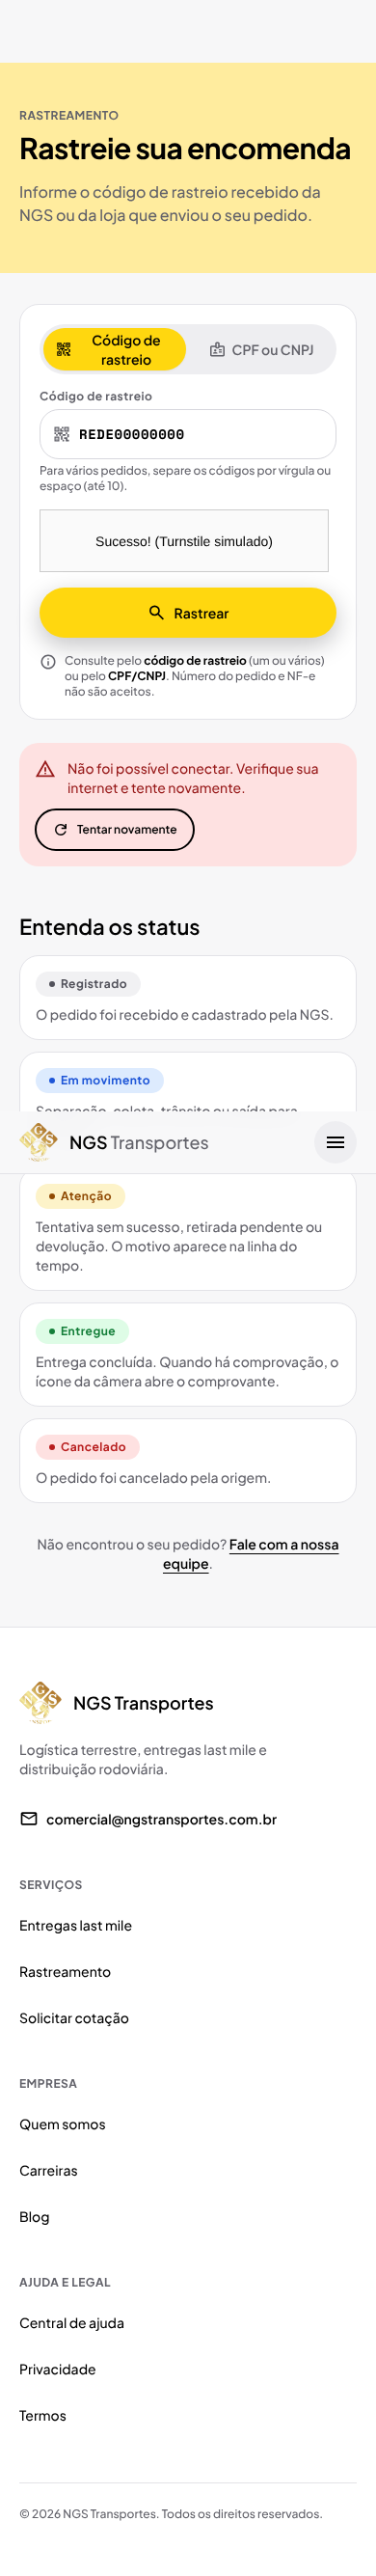 RASTREAMENTO
Rastreie sua encomenda
Informe o código de rastreio recebido da
NGS ou da loja que enviou o seu pedido.
Código de
rastreio
CPF ou CNPJ
Código de rastreio
REDE00000000
Para vários pedidos, separe os códigos por vírgula ou
espaço (até 10).
Sucesso! (Turnstile simulado)
Rastrear
Consulte pelo código de rastreio (um ou vários)
ou pelo CPF/CNPJ. Número do pedido e NF-e
não são aceitos.
Não foi possível conectar. Verifique sua
internet e tente novamente.
Tentar novamente
Entenda os status
Registrado
O pedido foi recebido e cadastrado pela NGS.
Em movimento
Separação, coleta, trânsito ou saída para
NGS Transportes
Atenção
Tentativa sem sucesso, retirada pendente ou
devolução. O motivo aparece na linha do
tempo.
Entregue
Entrega concluída. Quando há comprovação, o
ícone da câmera abre o comprovante.
Cancelado
O pedido foi cancelado pela origem.
Não encontrou o seu pedido? Fale com a nossa
equipe.
NGS Transportes
Logística terrestre, entregas last mile e
distribuição rodoviária.
comercial@ngstransportes.com.br
SERVIÇOS
Entregas last mile
Rastreamento
Solicitar cotação
EMPRESA
Quem somos
Carreiras
Blog
AJUDA E LEGAL
Central de ajuda
Privacidade
Termos
© 2026 NGS Transportes. Todos os direitos reservados.